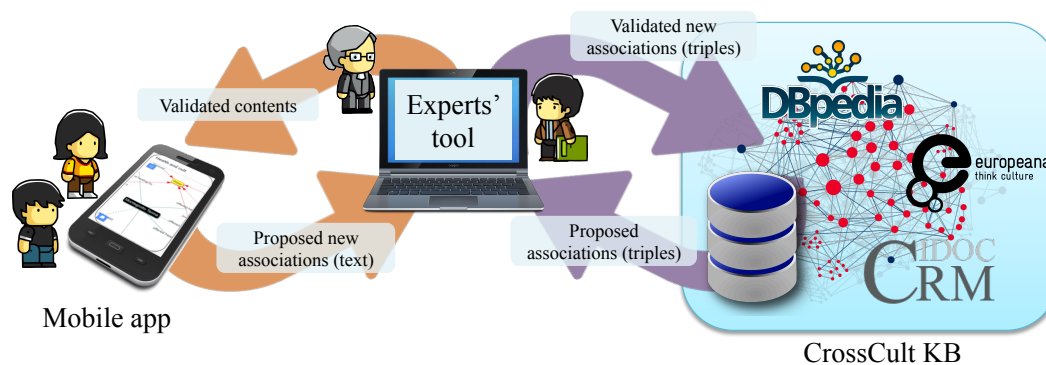 Validated new
associations (triples)
Validated contents
Experts’
tool
DBpedia
europeana
think culture
Proposed new
associations (text)
Proposed
associations (triples)
CIDOC
CRM
Mobile app
CrossCult KB